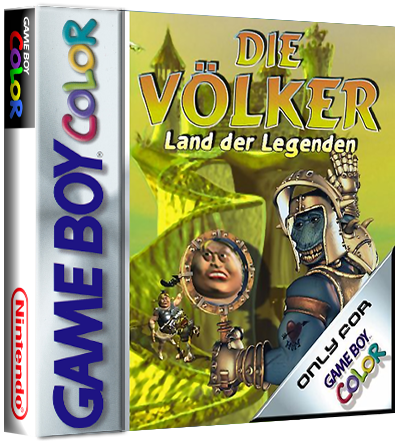 GAME BOY
COLOR
Nintendo
GAME BOY COLOR
DIE
VÖLKER
Land der Legenden
ONLY FOR
GAME BOY
COLOR